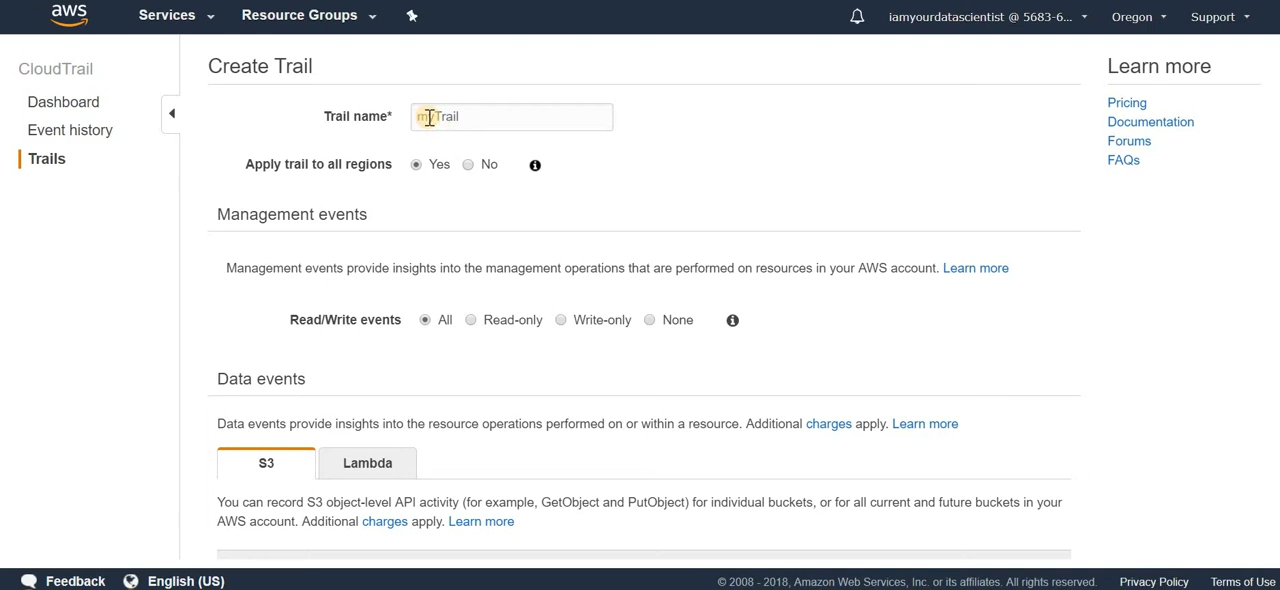 aws
Services
Resource Groups
iamyourdatascientist @ 5683-6...
Oregon
Support
CloudTrail
Dashboard
Event history
Trails
Create Trail
Trail name*
myTrail
Apply trail to all regions
Yes
No
Management events
Management events provide insights into the management operations that are performed on resources in your AWS account. Learn more
Read/Write events
All
Read-only
Write-only
None
Data events
Data events provide insights into the resource operations performed on or within a resource. Additional charges apply. Learn more
S3
Lambda
You can record S3 object-level API activity (for example, GetObject and PutObject) for individual buckets, or for all current and future buckets in your
AWS account. Additional charges apply. Learn more
Learn more
Pricing
Documentation
Forums
FAQs
Feedback
English (US)
© 2008 - 2018, Amazon Web Services, Inc. or its affiliates. All rights reserved.
Privacy Policy
Terms of Use